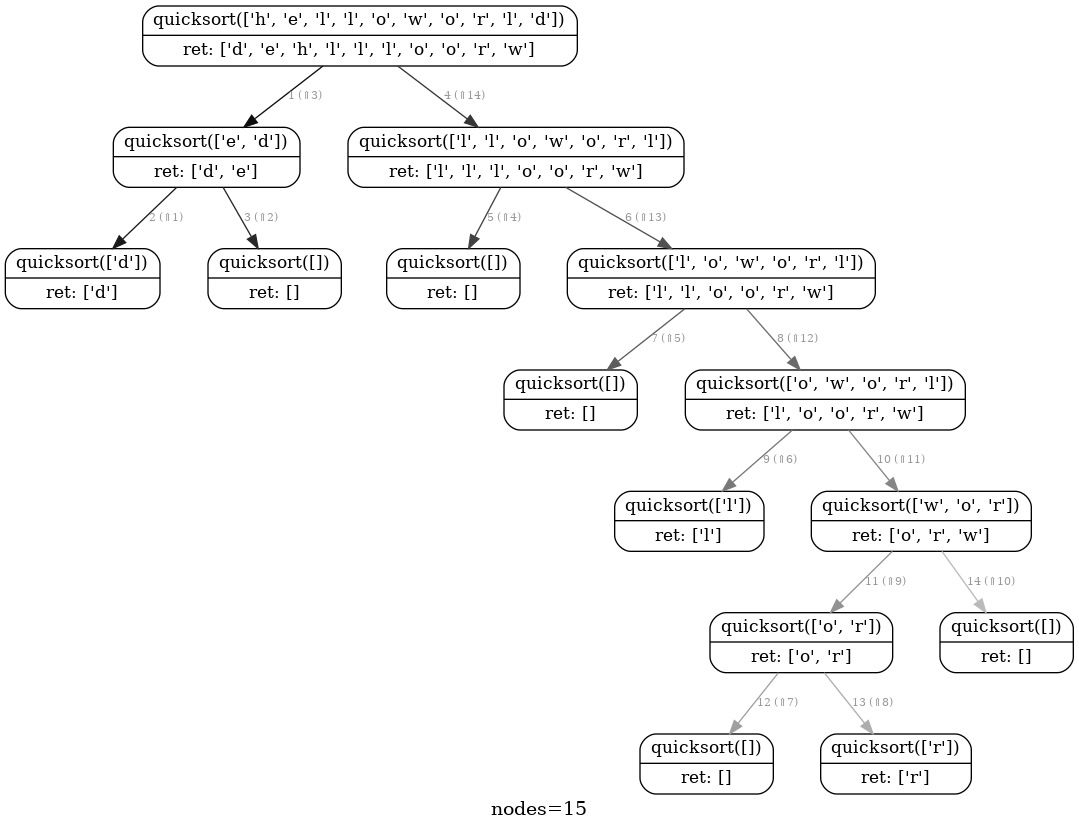 quicksort(['h', 'e', 'l', 'l', 'o', 'w', 'o', 'r', 'l', 'd'])
ret: ['d', 'e', 'h', 'l', 'l', 'l', 'o', 'o', 'r', 'w']
1 (⇑3)
4 (⇑14)
quicksort(['e', 'd'])
ret: ['d', 'e']
quicksort(['l', 'l', 'o', 'w', 'o', 'r', 'l'])
ret: ['l', 'l', 'l', 'o', 'o', 'r', 'w']
2 (⇑1)
3 (⇑2)
5 (⇑4)
6 (⇑13)
quicksort(['d'])
ret: ['d']
quicksort([])
ret: []
quicksort([])
ret: []
quicksort(['l', 'o', 'w', 'o', 'r', 'l'])
ret: ['l', 'l', 'o', 'o', 'r', 'w']
7 (⇑5)
8 (⇑12)
quicksort([])
ret: []
quicksort(['o', 'w', 'o', 'r', 'l'])
ret: ['l', 'o', 'o', 'r', 'w']
9 (⇑6)
10 (⇑11)
quicksort(['l'])
ret: ['l']
quicksort(['w', 'o', 'r'])
ret: ['o', 'r', 'w']
11 (⇑9)
14 (⇑10)
quicksort(['o', 'r'])
ret: ['o', 'r']
quicksort([])
ret: []
12 (⇑7)
13 (⇑8)
quicksort([])
ret: []
quicksort(['r'])
ret: ['r']
nodes=15